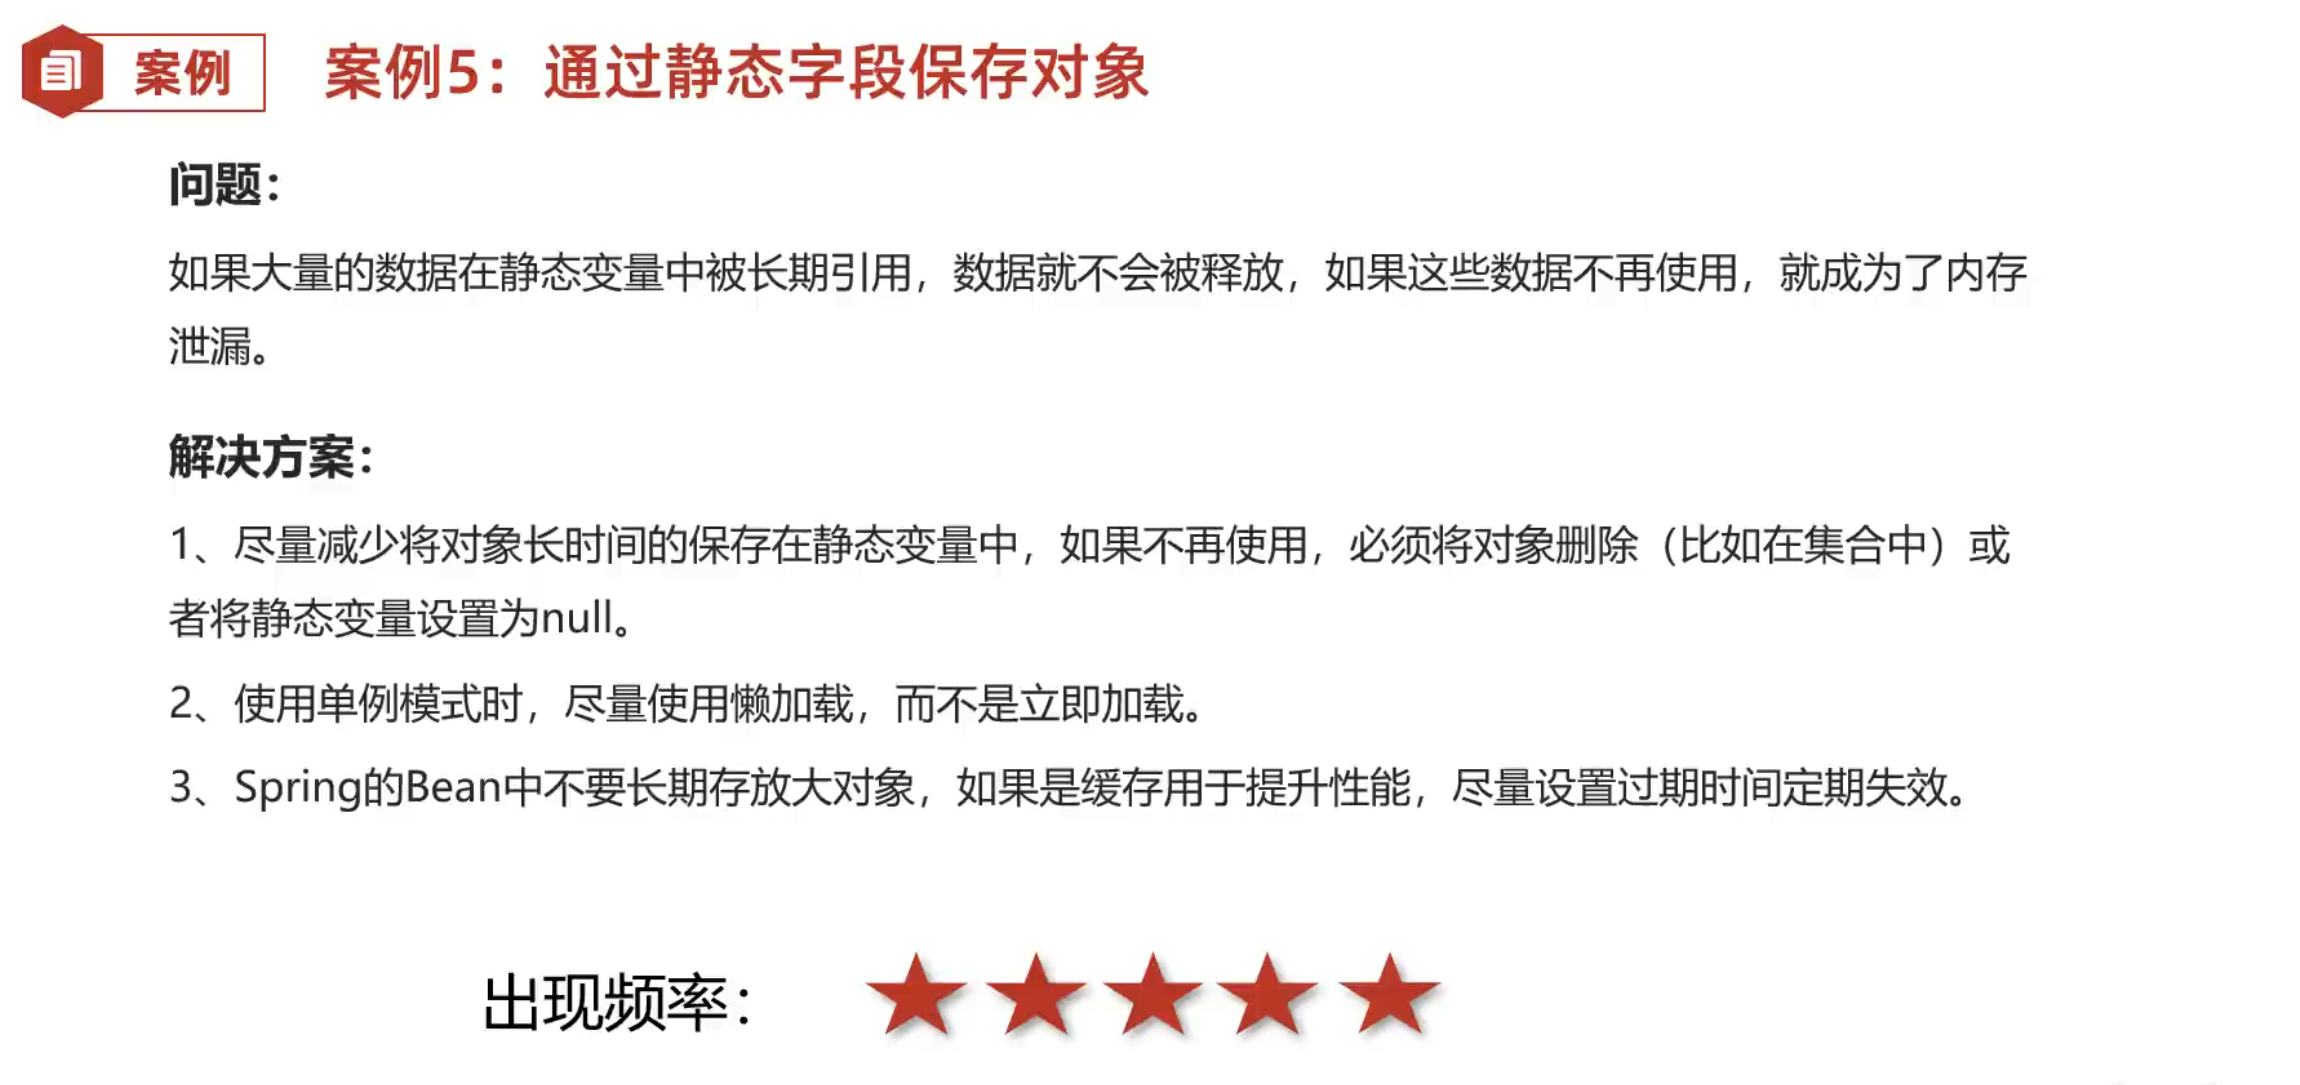 案例
案例5：通过静态字段保存对象
问题：
如果大量的数据在静态变量中被长期引用，数据就不会被释放，如果这些数据不再使用，就成为了内存
泄漏。
解决方案：
1、尽量减少将对象长时间的保存在静态变量中，如果不再使用，必须将对象删除（比如在集合中）或
者将静态变量设置为null。
2、使用单例模式时，尽量使用懒加载，而不是立即加载。
3、Spring的Bean中不要长期存放大对象，如果是缓存用于提升性能，尽量设置过期时间定期失效。
出现频率：